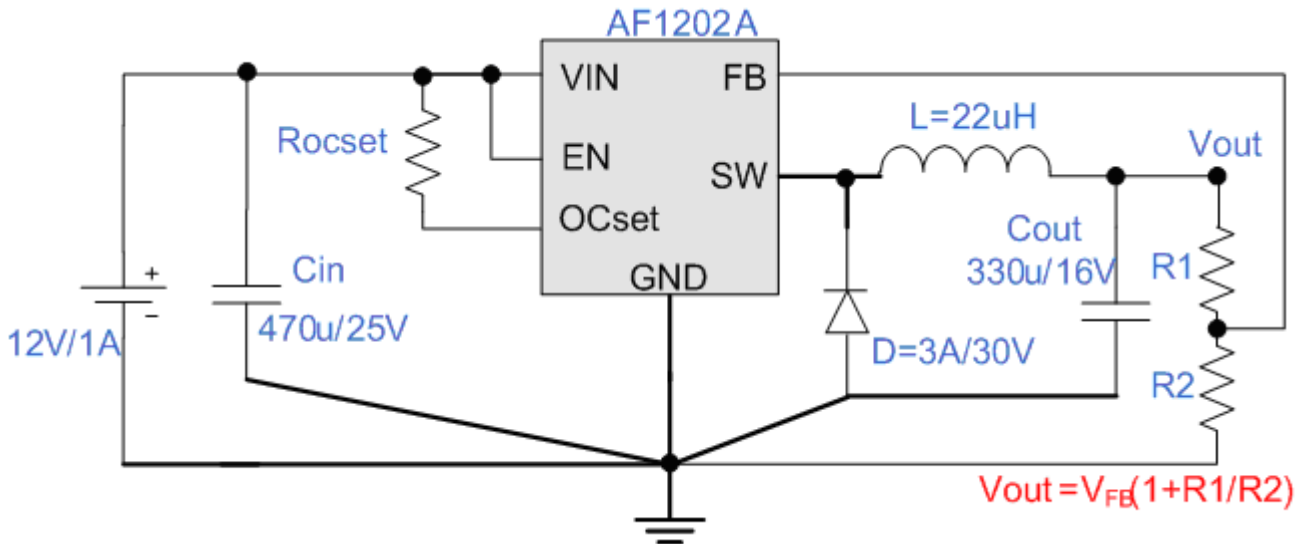 AF1202A
VIN
FB
L=22uH
Rocset
EN
Vout
SW
OCset
Cout
330u/16V
R1
Cin
GND
+
-
470u/25V
12V/1A
D=3A/30V
R2
Vout=VFB(1+R1/R2)